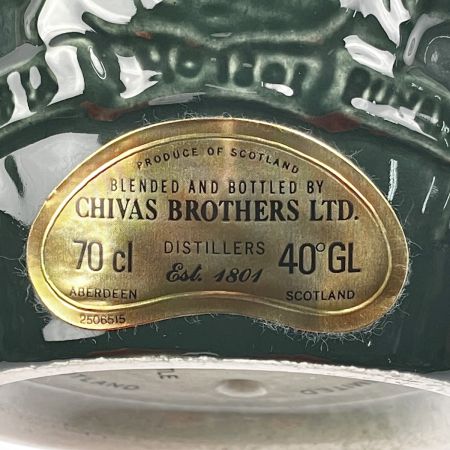 PRODUCE OF SCOTLAND
BLENDED AND BOTTLED BY
CHIVAS BROTHERS LTD.
70 cl DISTILLERS 40°GL
Est. 1801
ABERDEEN SCOTLAND
2506515